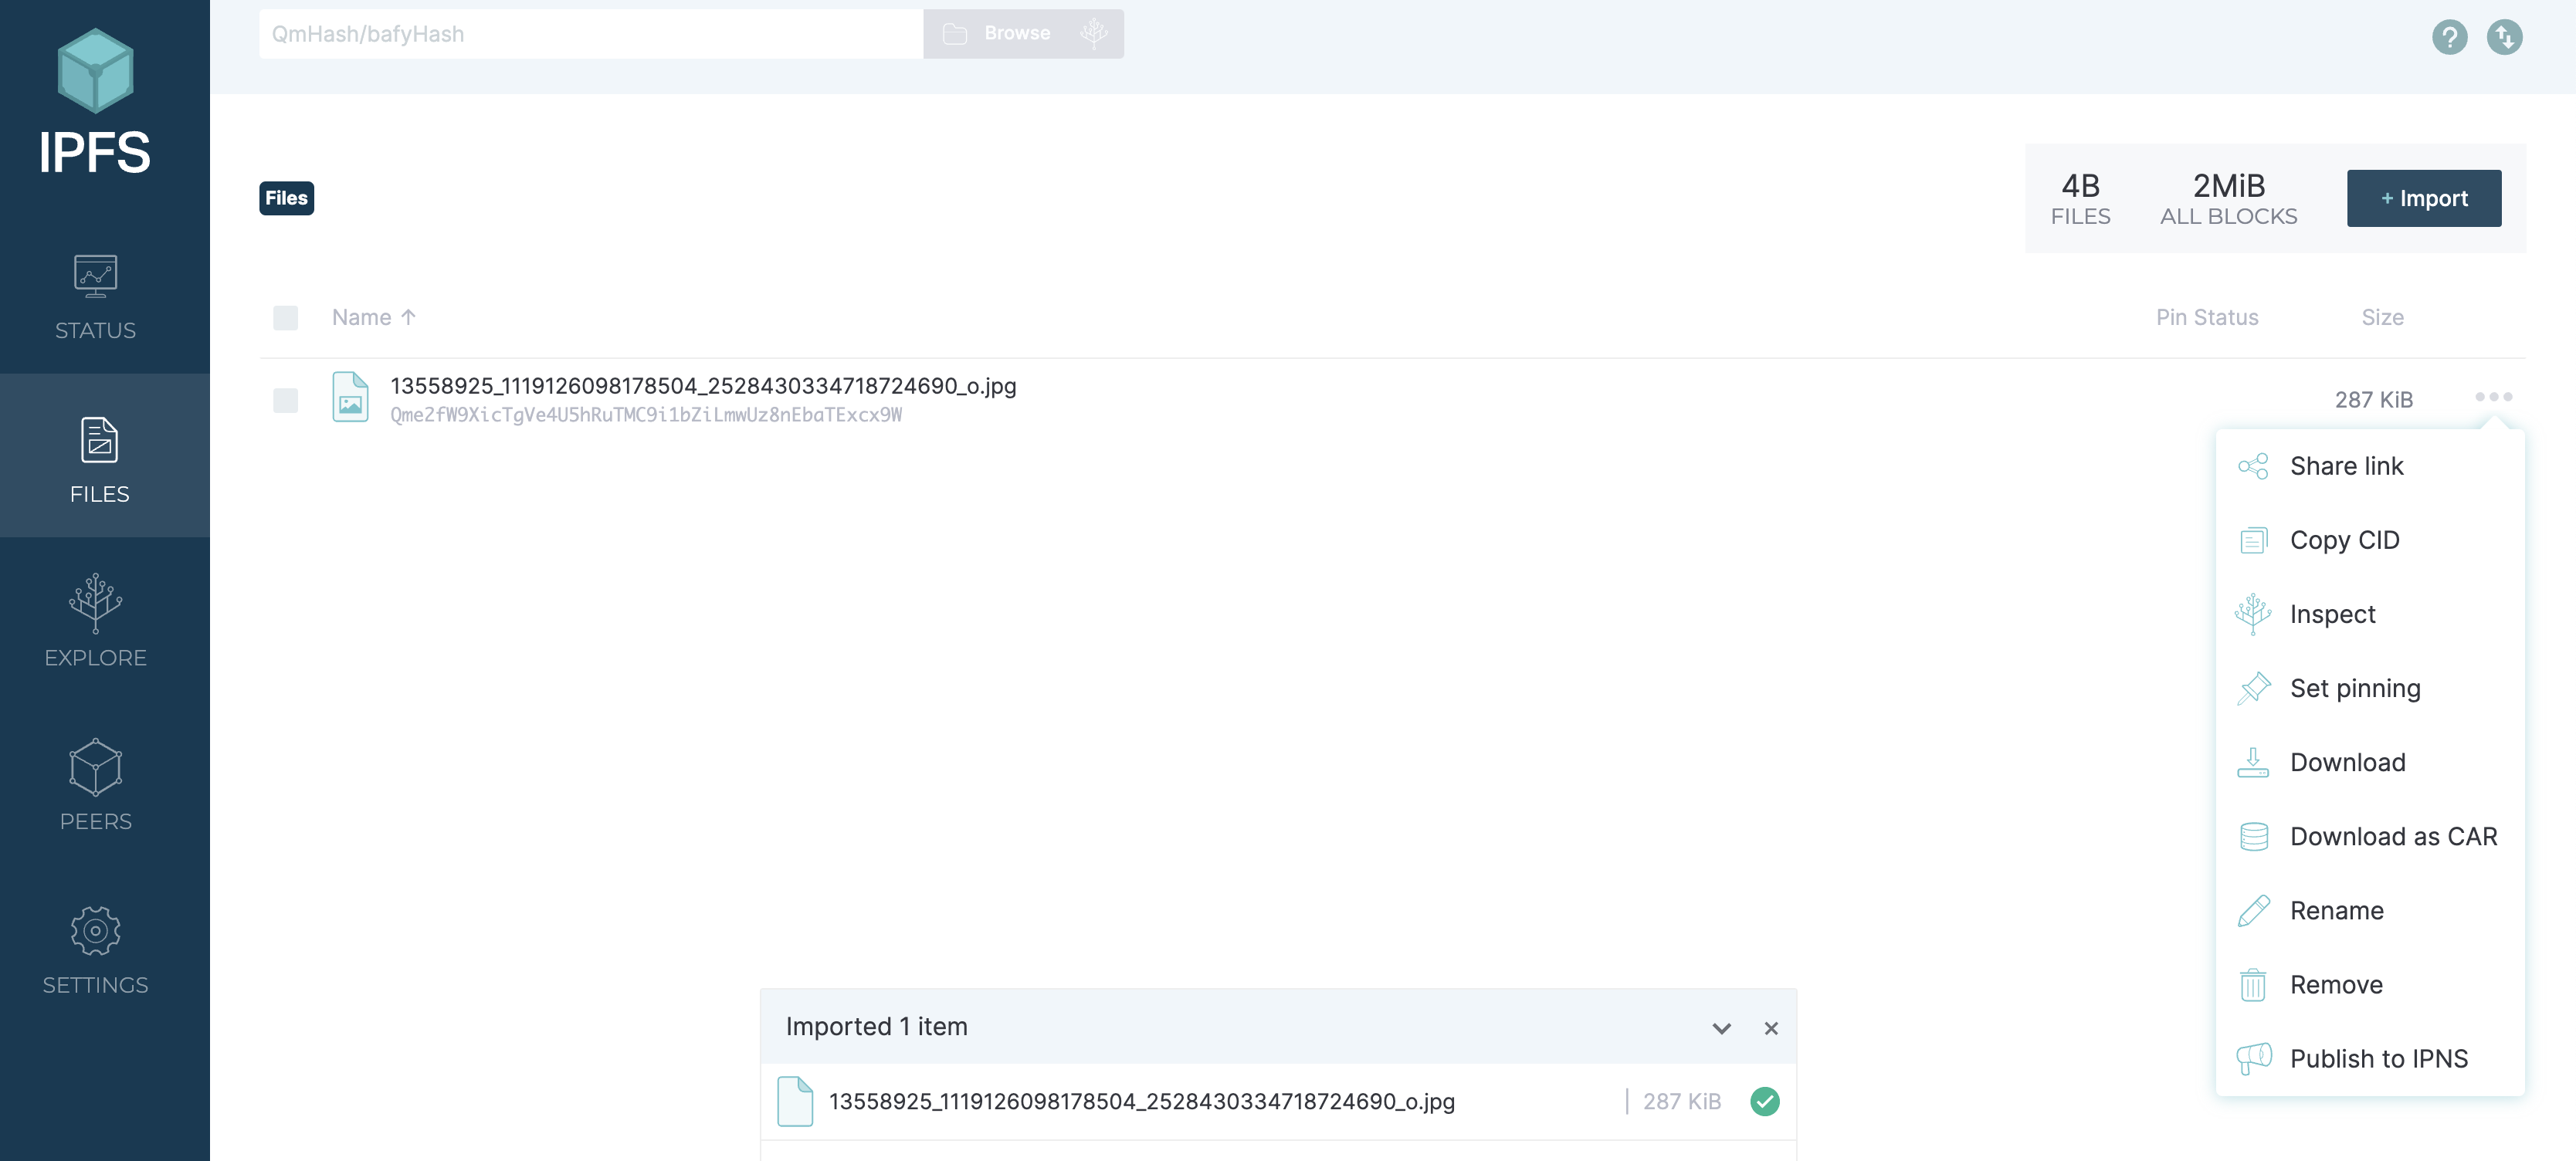 IPFS
STATUS
FILES
EXPLORE
PEERS
SETTINGS
QmHash/bafyHash
Browse
?
Files
4B
FILES
2MiB
ALL BLOCKS
+ Import
Name ↑
Pin Status
Size
13558925_1119126098178504_2528430334718724690_o.jpg
Qme2fW9XicTgVe4U5hRuTMC9i1bZiLmwUz8nEbaTExcx9W
287 KiB
Share link
Copy CID
Inspect
Set pinning
Download
Download as CAR
Rename
Remove
Publish to IPNS
Imported 1 item
13558925_1119126098178504_2528430334718724690_o.jpg
287 KiB